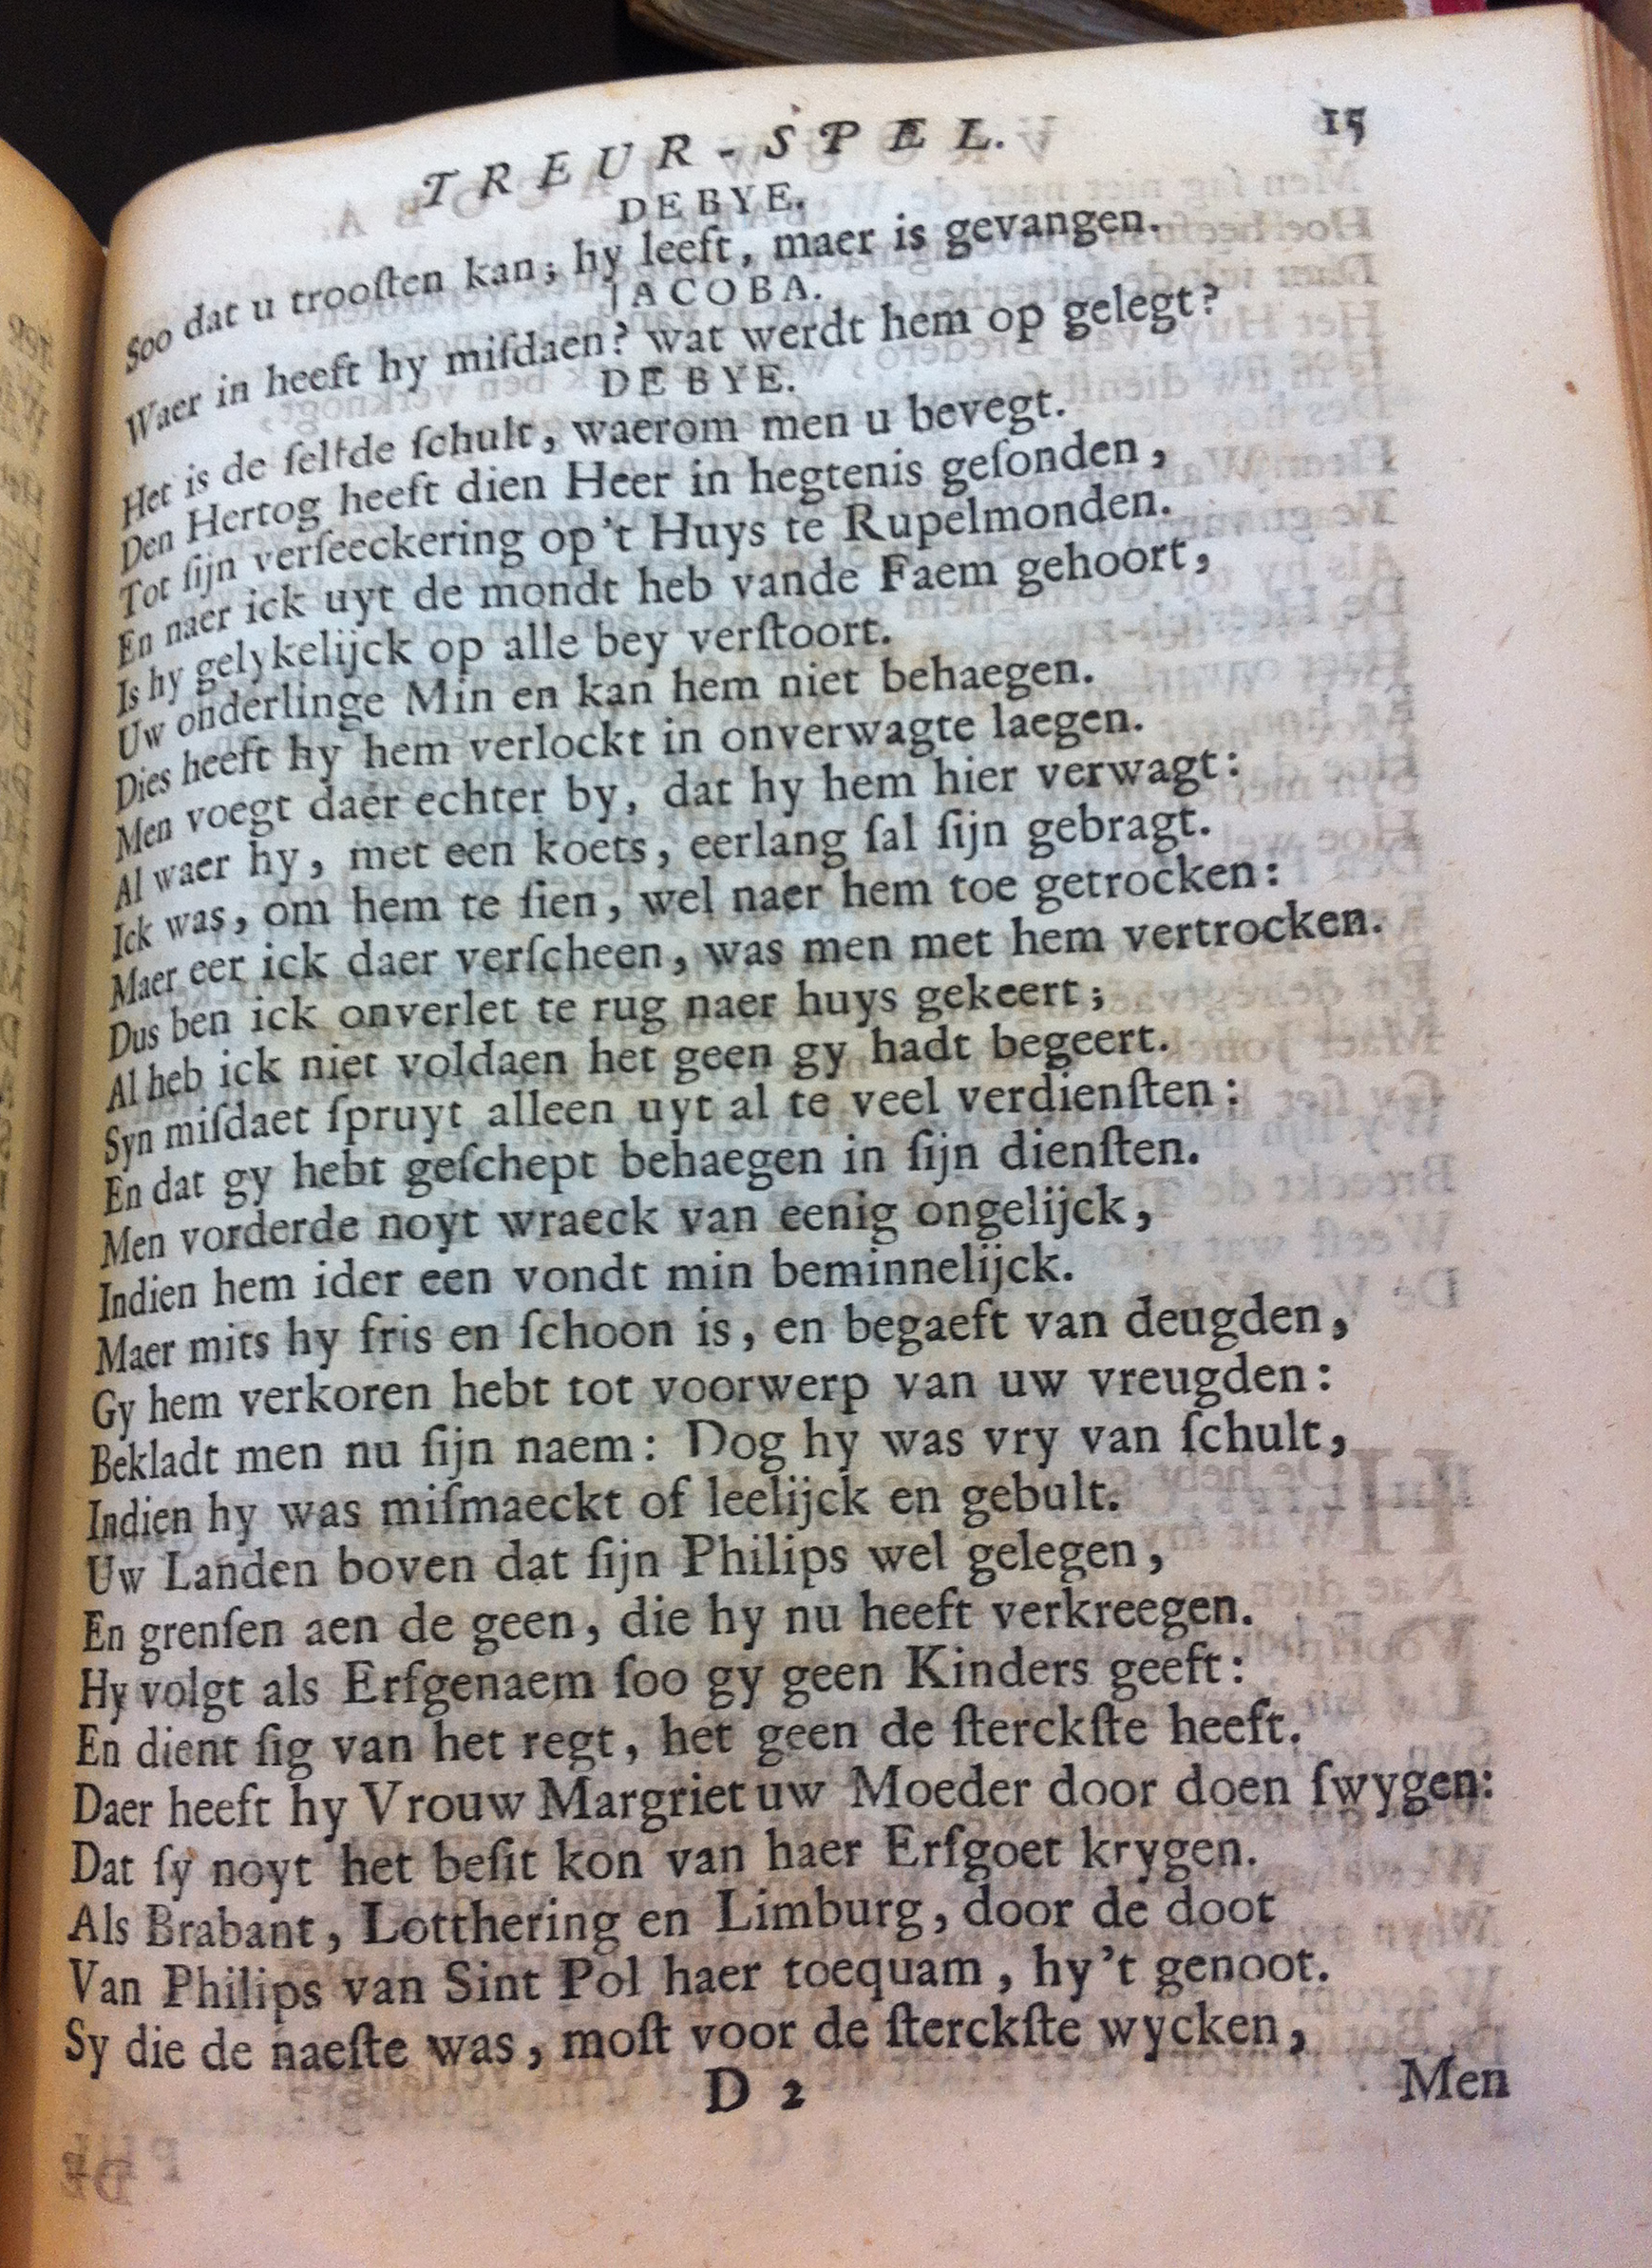 TREUR-SPEL. 15
DE BYE.
Soo dat u trooſten kan; hy leeft, maer is gevangen.
JACOBA.
Waer in heeft hy miſdaen? wat werdt hem op gelegt?
DE BYE.
Het is de ſelfde ſchult, waerom men u bevegt.
Den Hertog heeft dien Heer in hegtenis geſonden,
Tot ſijn verſeeckering op't Huys te Rupelmonden.
En naer ick uyt de mondt heb vande Faem gehoort,
Is hy gelykelijck op alle bey verſtoort.
Uw onderlinge Min en kan hem niet behaegen.
Dies heeft hy hem verlockt in onverwagte laegen.
Men voegt daer echter by, dat hy hem hier verwagt:
Al waer hy, met een koets, eerlang ſal ſijn gebragt.
Ick was, om hem te ſien, wel naer hem toe getrocken:
Maer eer ick daer verſcheen, was men met hem vertrocken.
Dus ben ick onverlet te rug naer huys gekeert;
Al heb ick niet voldaen het geen gy hadt begeert.
Syn miſdaet ſpruyt alleen uyt al te veel verdienſten:
En dat gy hebt geſchept behaegen in ſijn dienſten.
Men vorderde noyt wraeck van eenig ongelijck,
Indien hem ider een vondt min beminnelijck.
Maer mits hy fris en ſchoon is, en begaeft van deugden,
Gy hem verkoren hebt tot voorwerp van uw vreugden:
Bekladt men nu ſijn naem: Dog hy was vry van ſchult,
Indien hy was miſmaeckt of leelijck en gebult.
Uw Landen boven dat ſijn Philips wel gelegen,
En grenſen aen de geen, die hy nu heeft verkreegen.
Hy volgt als Erfgenaem ſoo gy geen Kinders geeft:
En dient ſig van het regt, het geen de ſterckſte heeft.
Daer heeft hy Vrouw Margriet uw Moeder door doen ſwygen:
Dat ſy noyt het beſit kon van haer Erfgoet krygen.
Als Brabant, Lotthering en Limburg, door de doot
Van Philips van Sint Pol haer toequam, hy't genoot.
Sy die de naeſte was, moſt voor de ſterckſte wycken,
D 2 Men